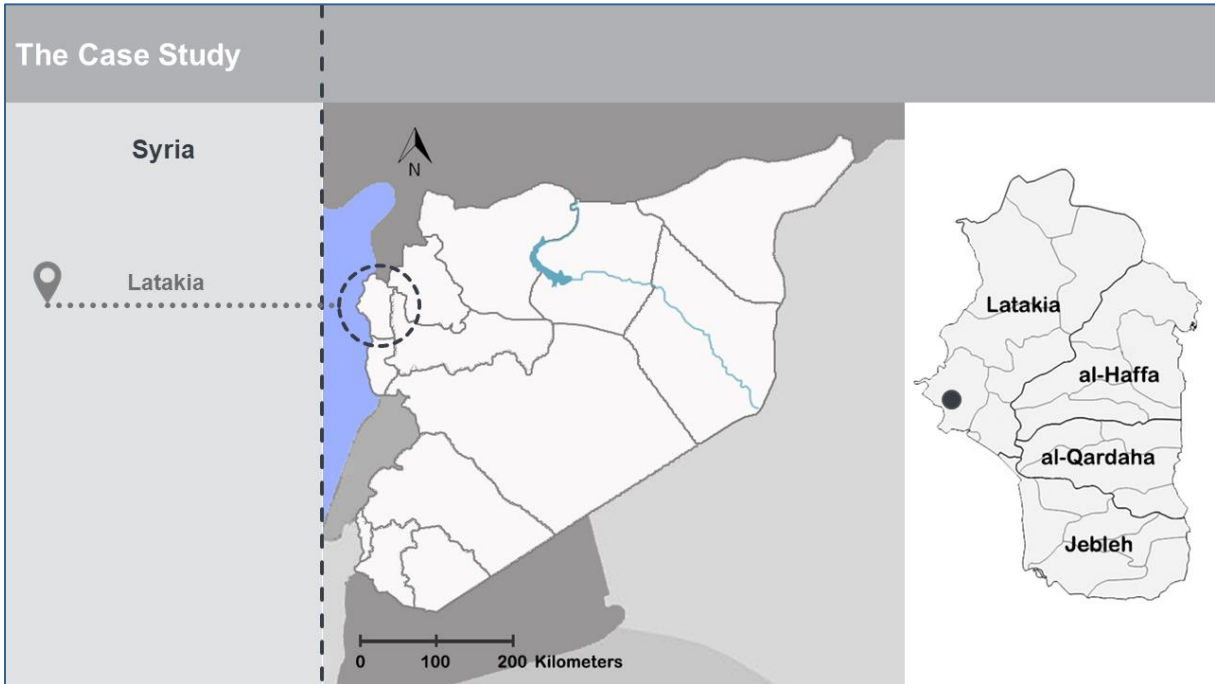 The Case Study
Syria
Latakia
N
0 100 200 Kilometers
Latakia
al-Haffa
al-Qardaha
Jebleh